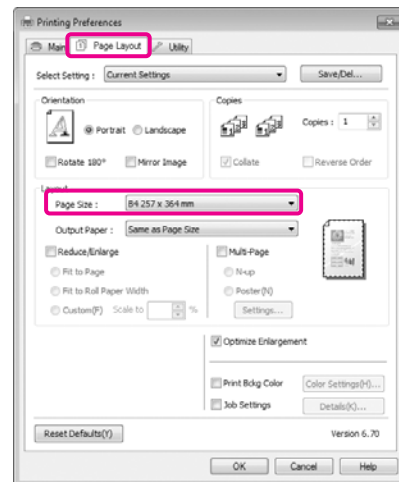 Printing Preferences
Main Page Layout Utility
Select Setting : Current Settings Save/Del...
Orientation Copies
Portrait Landscape Copies : 1
Rotate 180° Mirror Image Collate Reverse Order
Layout
Page Size : B4 257 x 364 mm
Output Paper : Same as Page Size
Reduce/Enlarge Multi-Page
Fit to Page N-up
Fit to Roll Paper Width Poster(N)
Custom(F) Scale to % Settings...
Optimize Enlargement
Print Bckg Color Color Settings(H)...
Job Settings Details(K)...
Reset Defaults(Y) Version 6.70
OK Cancel Help